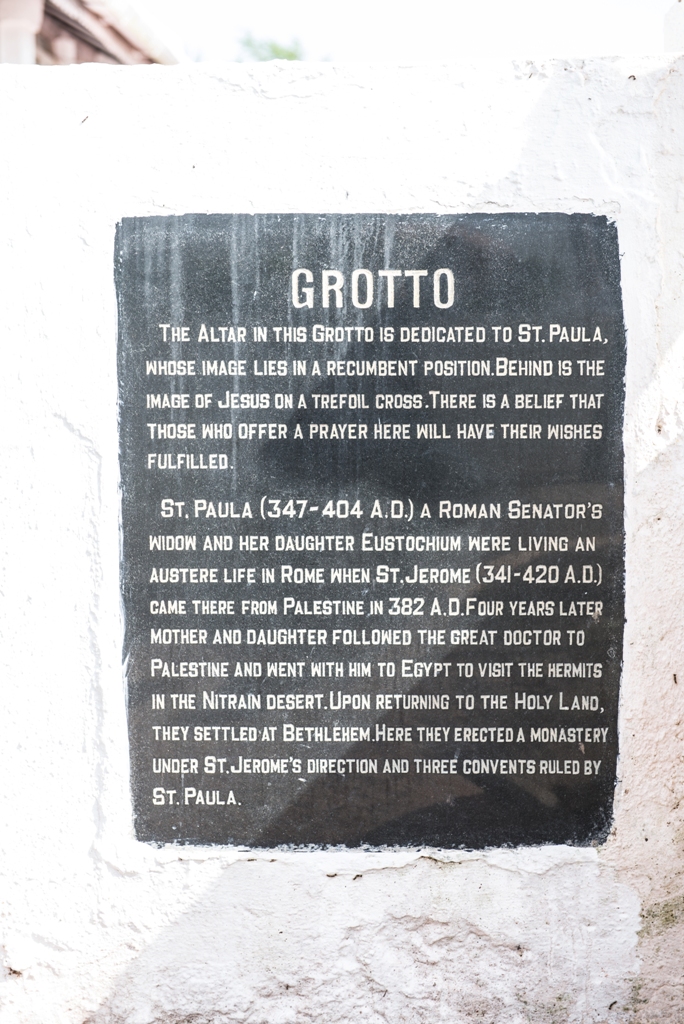 GROTTO
THE ALTAR IN THIS GROTTO IS DEDICATED TO ST. PAULA,
WHOSE IMAGE LIES IN A RECUMBENT POSITION.BEHIND IS THE
IMAGE OF JESUS ON A TREFOIL CROSS.THERE IS A BELIEF THAT
THOSE WHO OFFER A PRAYER HERE WILL HAVE THEIR WISHES
FULFILLED.
ST. PAULA (347-404 A.D.) A ROMAN SENATOR'S
WIDOW AND HER DAUGHTER EUSTOCHIUM WERE LIVING AN
AUSTERE LIFE IN ROME WHEN ST.JEROME (341-420 A.D.)
CAME THERE FROM PALESTINE IN 382 A.D.FOUR YEARS LATER
MOTHER AND DAUGHTER FOLLOWED THE GREAT DOCTOR TO
PALESTINE AND WENT WITH HIM TO EGYPT TO VISIT THE HERMITS
IN THE NITRAIN DESERT.UPON RETURNING TO THE HOLY LAND,
THEY SETTLED AT BETHLEHEM.HERE THEY ERECTED A MONASTERY
UNDER ST.JEROME'S DIRECTION AND THREE CONVENTS RULED BY
ST. PAULA.